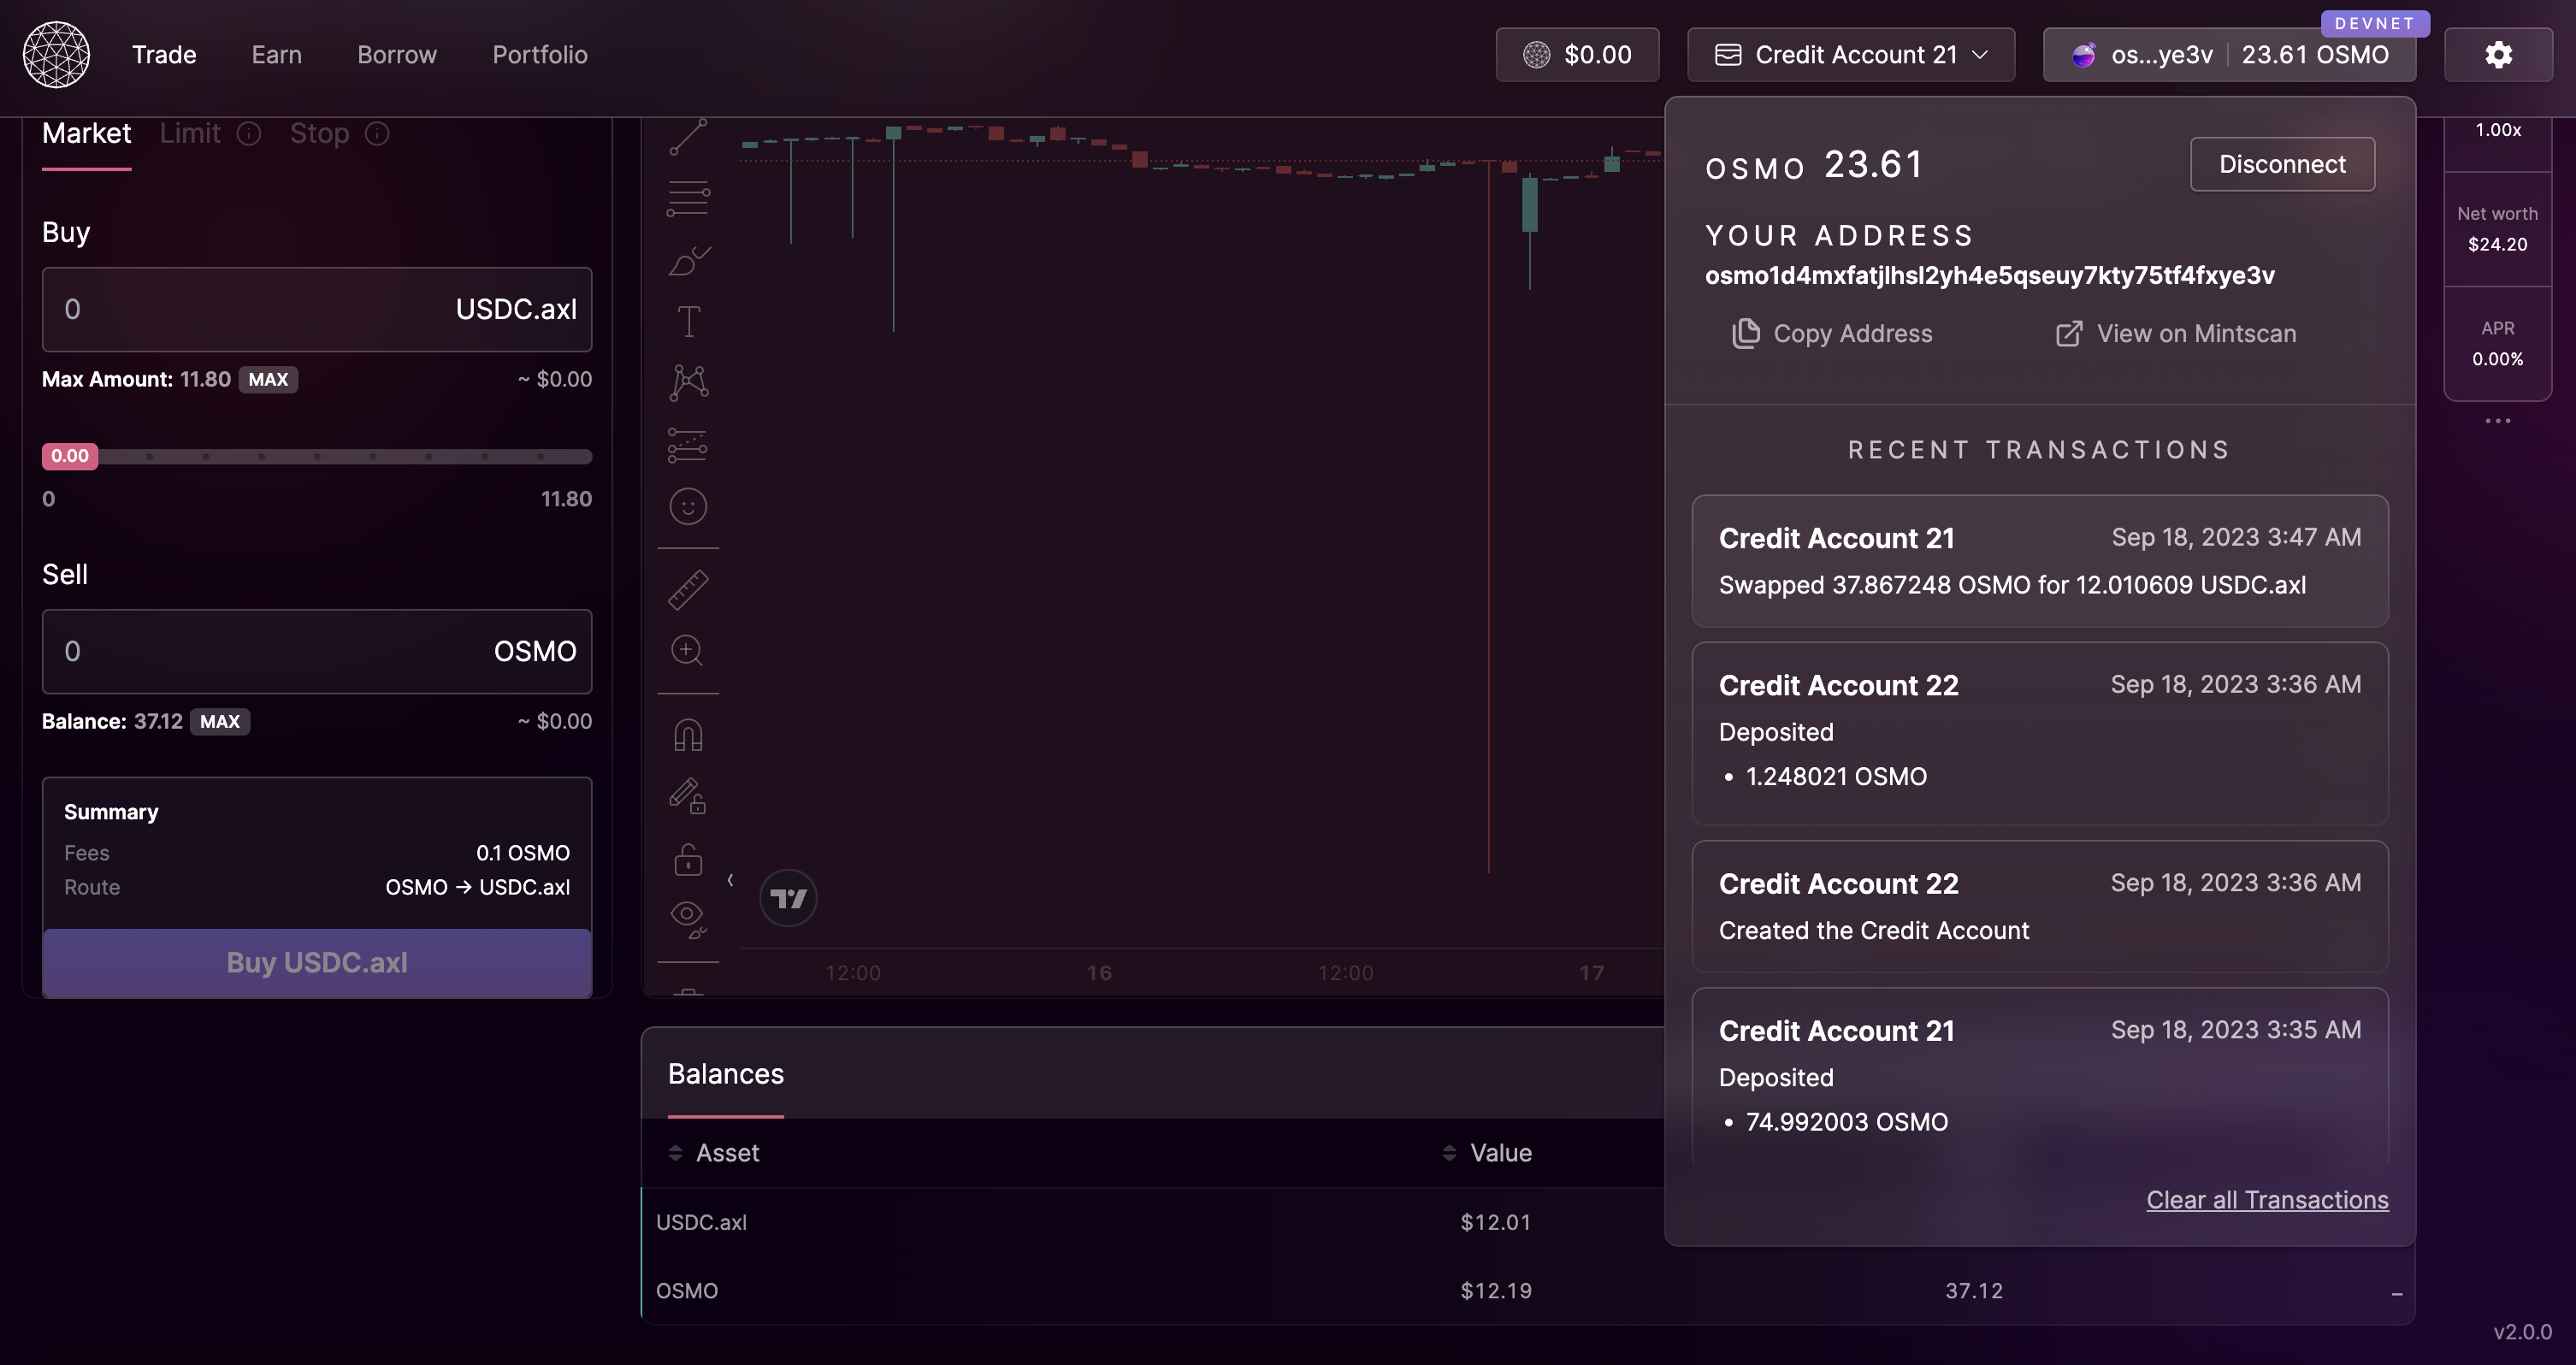 DEVNET
Trade Earn Borrow Portfolio $0.00 Credit Account 21 os...ye3v 23.61 OSMO
Market Limit Stop
Buy
0 USDC.axl
Max Amount: 11.80 MAX ~ $0.00
0.00
0 11.80
Sell
0 OSMO
Balance: 37.12 MAX ~ $0.00
Summary
Fees 0.1 OSMO
Route OSMO → USDC.axl
Buy USDC.axl
12:00 16 12:00 17
Balances
Asset Value
USDC.axl $12.01
OSMO $12.19 37.12 –
OSMO 23.61 Disconnect
YOUR ADDRESS
osmo1d4mxfatjlhsl2yh4e5qseuy7kty75tf4fxye3v
Copy Address View on Mintscan
RECENT TRANSACTIONS
Credit Account 21 Sep 18, 2023 3:47 AM
Swapped 37.867248 OSMO for 12.010609 USDC.axl
Credit Account 22 Sep 18, 2023 3:36 AM
Deposited
• 1.248021 OSMO
Credit Account 22 Sep 18, 2023 3:36 AM
Created the Credit Account
Credit Account 21 Sep 18, 2023 3:35 AM
Deposited
• 74.992003 OSMO
Clear all Transactions
1.00x
Net worth
$24.20
APR
0.00%
v2.0.0